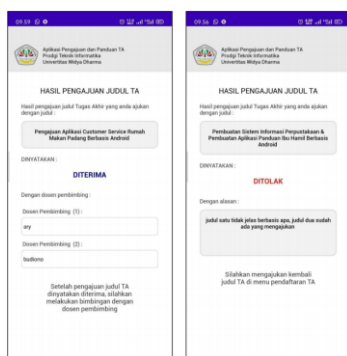 09.59
Aplikasi Pengajuan dan Panduan TA
Prodi Teknik Informatika
Universitas Widya Dharma
HASIL PENGAJUAN JUDUL TA
Hasil pengajuan judul Tugas Akhir yang anda ajukan
dengan judul :
Pengajuan Aplikasi Customer Service Rumah
Makan Padang Berbasis Android
DINYATAKAN :
DITERIMA
Dengan dosen pembimbing :
Dosen Pembimbing (1) :
ary
Dosen Pembimbing (2) :
budiono
Setelah pengajuan judul TA
dinyatakan diterima, silahkan
melakukan bimbingan dengan
dosen pembimbing
09.56
Aplikasi Pengajuan dan Panduan TA
Prodi Teknik Informatika
Universitas Widya Dharma
HASIL PENGAJUAN JUDUL TA
Hasil pengajuan judul Tugas Akhir yang anda ajukan
dengan judul :
Pembuatan Sistem Informasi Perpustakaan &
Pembuatan Aplikasi Panduan Ibu Hamil Berbasis
Android
DINYATAKAN :
DITOLAK
Dengan alasan :
judul satu tidak jelas berbasis apa, judul dua sudah
ada yang mengajukan
Silahkan mengajukan kembali
judul TA di menu pendaftaran TA